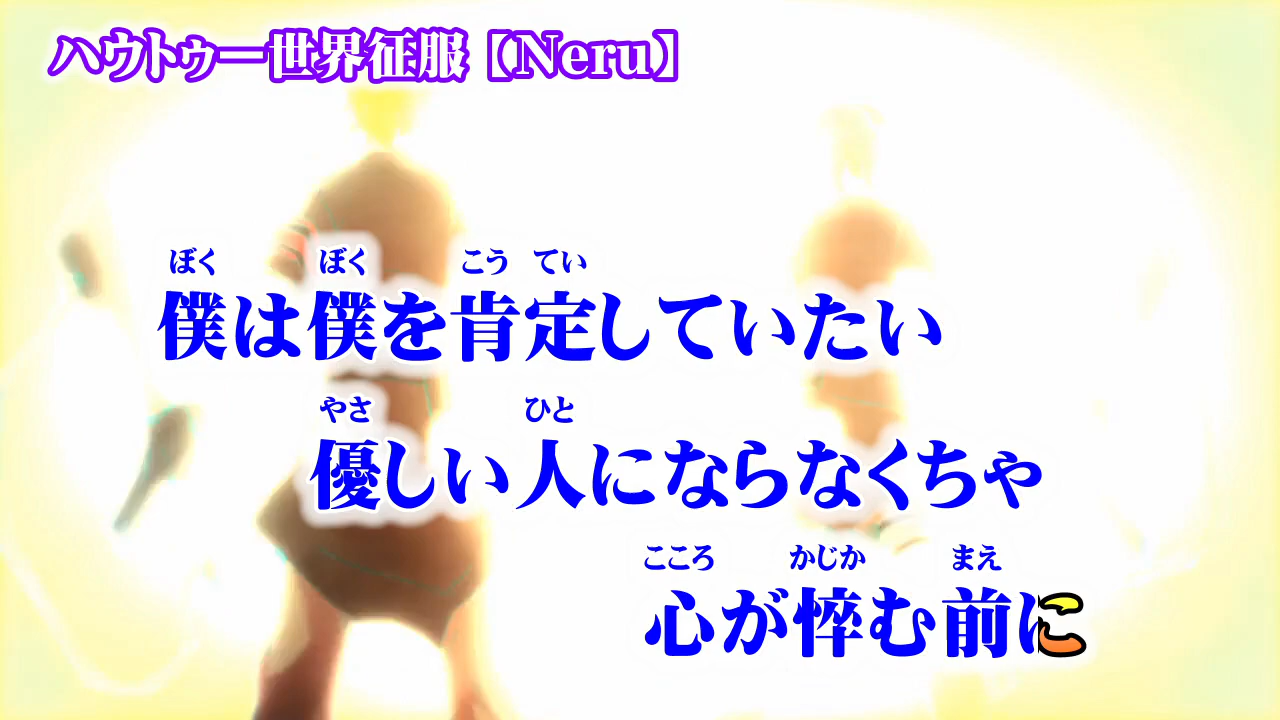 ハウトゥー世界征服【Neru】
ぼく ぼく こう てい
僕は僕を肯定していたい
やさ ひと
優しい人にならなくちゃ
こころ かじか まえ
心が悴む前に